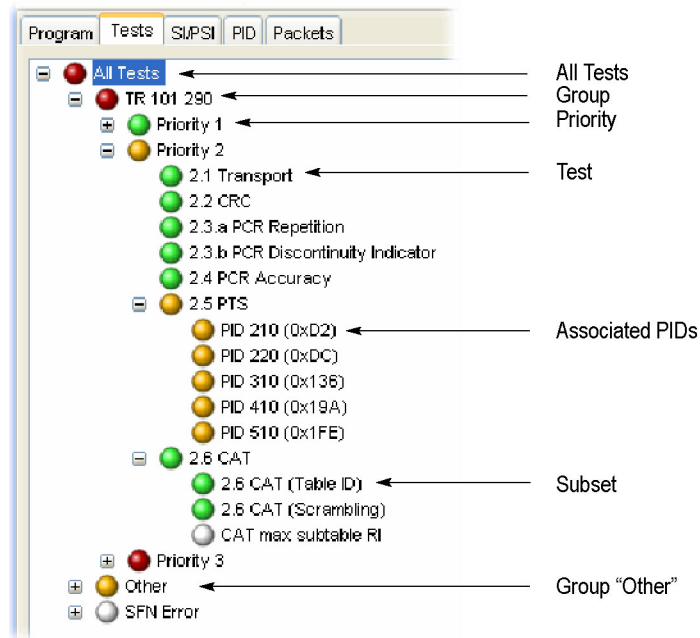 Program Tests SI/PSI PID Packets
All Tests All Tests
TR 101 290 Group
Priority 1 Priority
Priority 2
2.1 Transport Test
2.2 CRC
2.3.a PCR Repetition
2.3.b PCR Discontinuity Indicator
2.4 PCR Accuracy
2.5 PTS
PID 210 (0xD2) Associated PIDs
PID 220 (0xDC)
PID 310 (0x136)
PID 410 (0x19A)
PID 510 (0x1FE)
2.6 CAT
2.6 CAT (Table ID) Subset
2.6 CAT (Scrambling)
CAT max subtable RI
Priority 3
Other Group “Other”
SFN Error